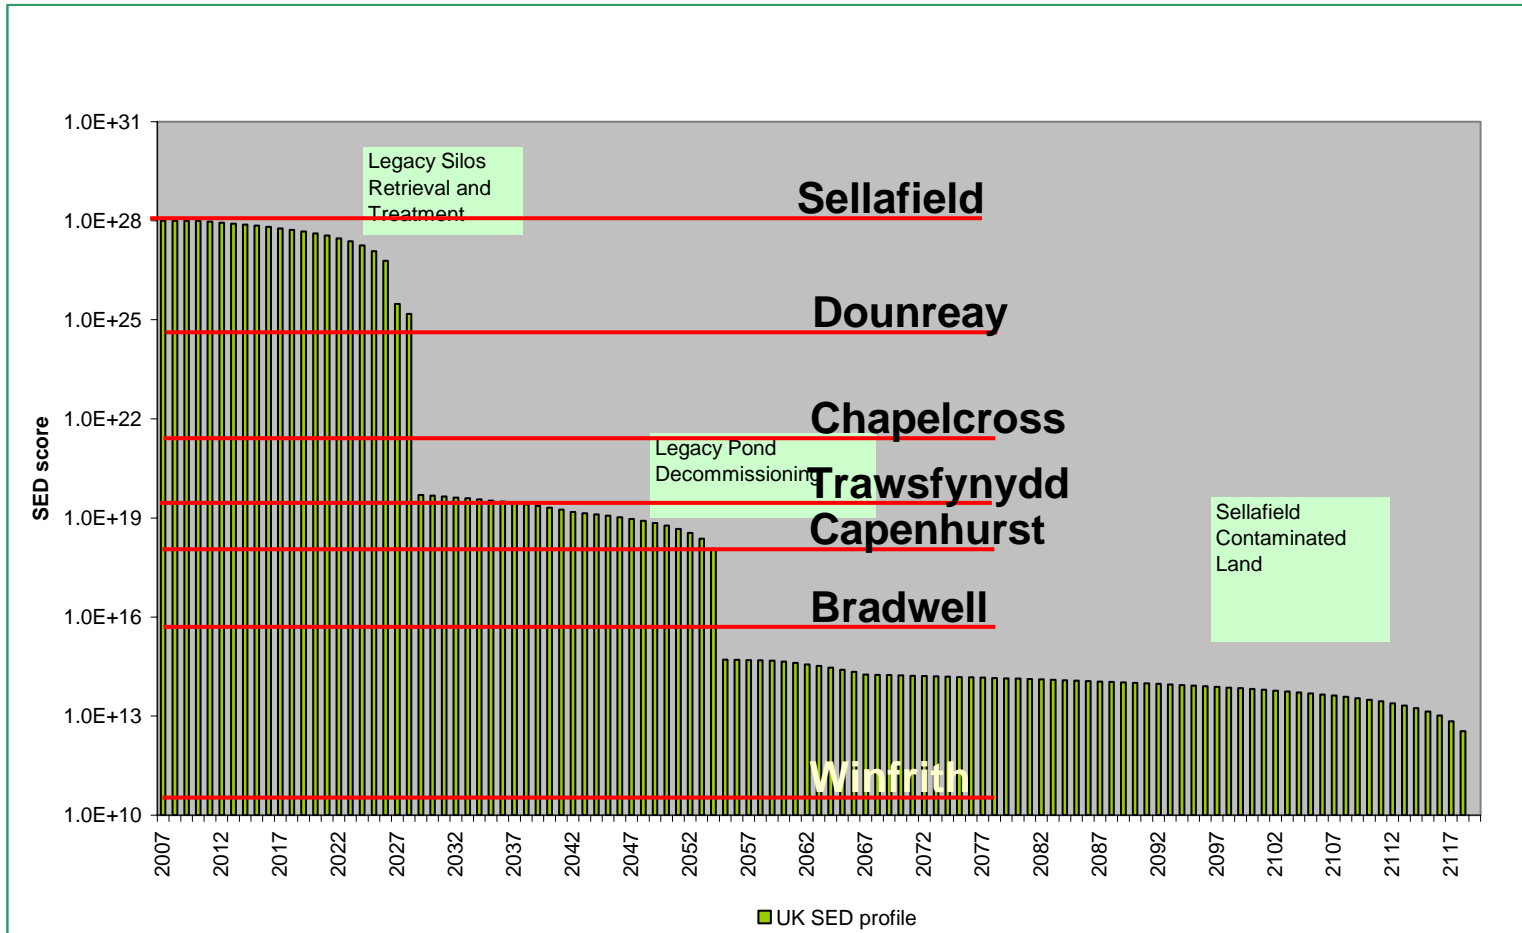 1.0E+31
1.0E+28
1.0E+25
1.0E+22
1.0E+19
1.0E+16
1.0E+13
1.0E+10
SED score
Legacy Silos
Retrieval and
Treatment
Sellafield
Dounreay
Chapelcross
Legacy Pond
Decommissioning
Trawsfynydd
Capenhurst
Sellafield
Contaminated
Land
Bradwell
Winfrith
2007
2012
2017
2022
2027
2032
2037
2042
2047
2052
2057
2062
2067
2072
2077
2082
2087
2092
2097
2102
2107
2112
2117
UK SED profile